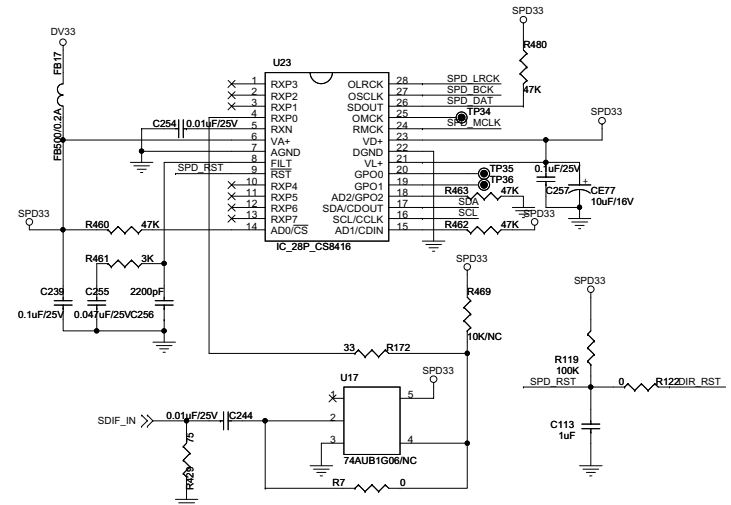 SPD33
DV33
R480
FB17
U23
47K
1 RXP3 OLRCK 28 SPD_LRCK
2 RXP2 OSCLK 27 SPD_BCK
3 RXP1 SDOUT 26 SPD_DAT
4 RXP0 OMCK 25 TP34
C254 0.01uF/25V 5 RXN RMCK 24 SPD_MCLK
SPD33
FB500/0.2A
6 VA+ VD+ 23
7 AGND DGND 22
8 FILT VL+ 21
SPD_RST 9 RST GPO0 20 TP35 0.1uF/25V
10 RXP4 GPO1 19 TP36
11 RXP5 AD2/GPO2 18 R463 47K C257 CE77
12 RXP6 SDA/CDOUT 17 SDA 10uF/16V
13 RXP7 SCL/CCLK 16 SCL SPD33
SPD33
R460 47K 14 AD0/CS AD1/CDIN 15 R462 47K
IC_28P_CS8416
R461 3K
SPD33
SPD33
C239 C255 2200pF R469
0.1uF/25V 0.047uF/25V C256
10K/NC
33 R172
R119
100K
U17 SPD33
SPD_RST 0 R122 DIR_RST
1 5
SDIF_IN 0.01uF/25V C244 2
C113
1uF
3 4
75
R429
74AUB1G06/NC
R7 0